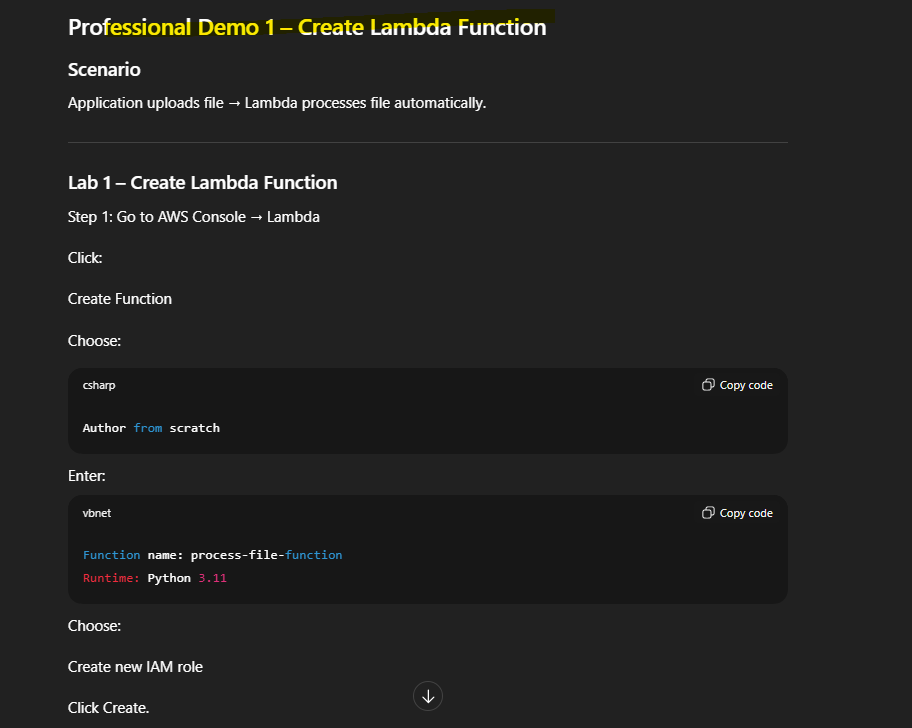 Professional Demo 1 – Create Lambda Function
Scenario
Application uploads file → Lambda processes file automatically.
Lab 1 – Create Lambda Function
Step 1: Go to AWS Console → Lambda
Click:
Create Function
Choose:
csharp Copy code
Author from scratch
Enter:
vbnet Copy code
Function name: process-file-function
Runtime: Python 3.11
Choose:
Create new IAM role
Click Create.